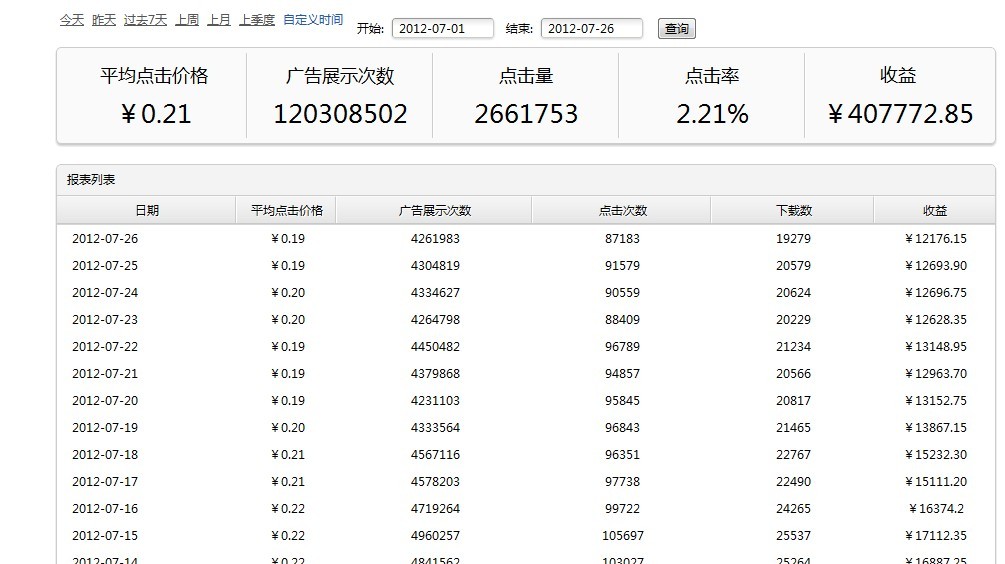 今天 昨天 过去7天 上周 上月 上季度 自定义时间 开始: 2012-07-01 结束: 2012-07-26 查询
平均点击价格 广告展示次数 点击量 点击率 收益
￥0.21 120308502 2661753 2.21% ￥407772.85
报表列表
日期 平均点击价格 广告展示次数 点击次数 下载数 收益
2012-07-26 ￥0.19 4261983 87183 19279 ￥12176.15
2012-07-25 ￥0.19 4304819 91579 20579 ￥12693.90
2012-07-24 ￥0.20 4334627 90559 20624 ￥12696.75
2012-07-23 ￥0.20 4264798 88409 20229 ￥12628.35
2012-07-22 ￥0.19 4450482 96789 21234 ￥13148.95
2012-07-21 ￥0.19 4379868 94857 20566 ￥12963.70
2012-07-20 ￥0.19 4231103 95845 20817 ￥13152.75
2012-07-19 ￥0.20 4333564 96843 21465 ￥13867.15
2012-07-18 ￥0.21 4567116 96351 22767 ￥15232.30
2012-07-17 ￥0.21 4578203 97738 22490 ￥15111.20
2012-07-16 ￥0.22 4719264 99722 24265 ￥16374.2
2012-07-15 ￥0.22 4960257 105697 25537 ￥17112.35
2012-07-14 ￥0.22 4841562 103027 25264 ￥16887.25